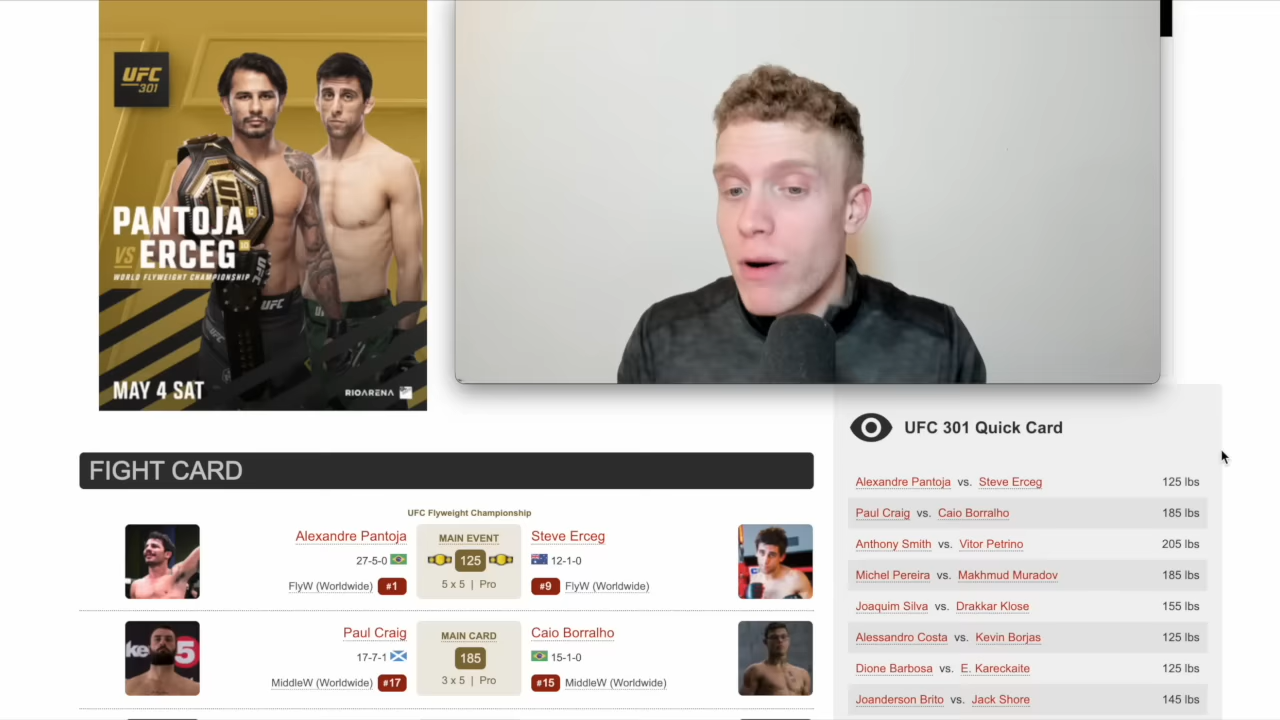 UFC
301
PANTOJA C
VS ERCEG 10
WORLD FLYWEIGHT CHAMPIONSHIP
UFC
UFC
MAY 4 SAT
RIOARENA
FIGHT CARD
UFC Flyweight Championship
Alexandre Pantoja
MAIN EVENT
Steve Erceg
27-5-0
125
12-1-0
FlyW (Worldwide) #1
5 x 5 | Pro
#9 FlyW (Worldwide)
Paul Craig
MAIN CARD
Caio Borralho
17-7-1
185
15-1-0
MiddleW (Worldwide) #17
3 x 5 | Pro
#15 MiddleW (Worldwide)
ke 5
UFC 301 Quick Card
Alexandre Pantoja vs. Steve Erceg 125 lbs
Paul Craig vs. Caio Borralho 185 lbs
Anthony Smith vs. Vitor Petrino 205 lbs
Michel Pereira vs. Makhmud Muradov 185 lbs
Joaquim Silva vs. Drakkar Klose 155 lbs
Alessandro Costa vs. Kevin Borjas 125 lbs
Dione Barbosa vs. E. Kareckaite 125 lbs
Joanderson Brito vs. Jack Shore 145 lbs